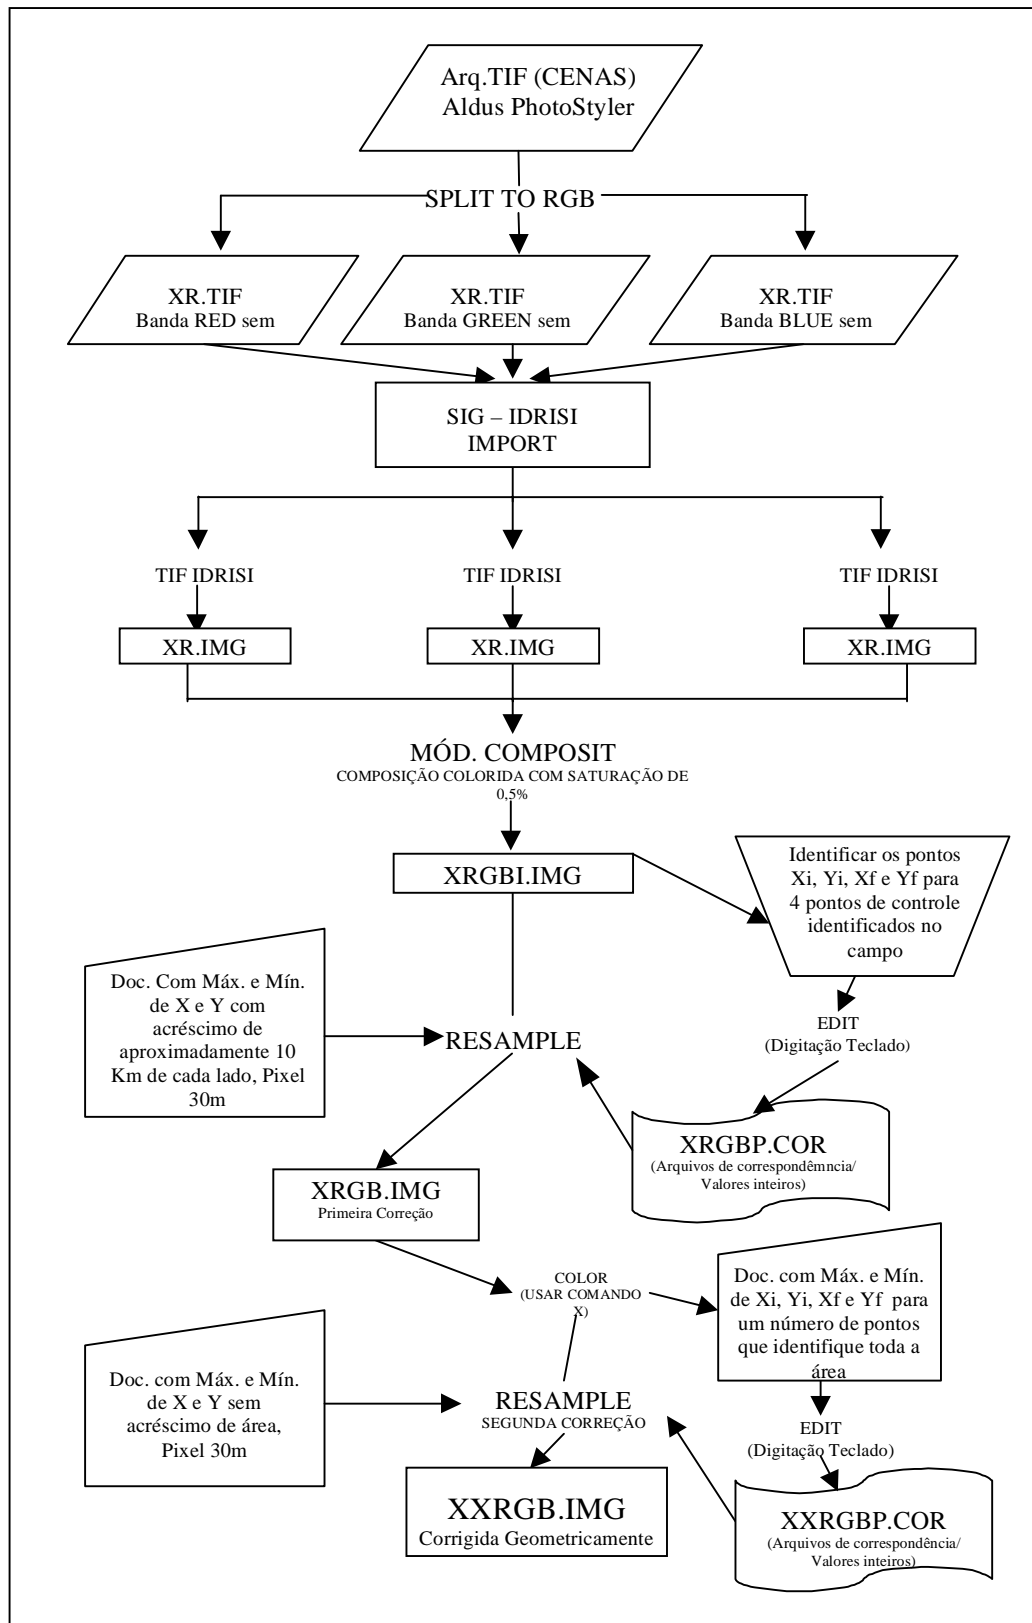 Arq.TIF (CENAS)
Aldus PhotoStyler
SPLIT TO RGB
XR.TIF
Banda RED sem
XR.TIF
Banda GREEN sem
XR.TIF
Banda BLUE sem
SIG – IDRISI
IMPORT
TIF IDRISI
TIF IDRISI
TIF IDRISI
XR.IMG
XR.IMG
XR.IMG
MÓD. COMPOSIT
COMPOSIÇÃO COLORIDA COM SATURAÇÃO DE
0,5%
XRGBI.IMG
Identificar os pontos
Xi, Yi, Xf e Yf para
4 pontos de controle
identificados no
campo
Doc. Com Máx. e Mín.
de X e Y com
acréscimo de
aproximadamente 10
Km de cada lado, Pixel
30m
RESAMPLE
EDIT
(Digitação Teclado)
XRGBP.COR
(Arquivos de correspondêmncia/
Valores inteiros)
XRGB.IMG
Primeira Correção
COLOR
(USAR COMANDO
X)
Doc. com Máx. e Mín.
de Xi, Yi, Xf e Yf para
um número de pontos
que identifique toda a
área
Doc. com Máx. e Mín.
de X e Y sem
acréscimo de área,
Pixel 30m
RESAMPLE
SEGUNDA CORREÇÃO
EDIT
(Digitação Teclado)
XXRGB.IMG
Corrigida Geometricamente
XXRGBP.COR
(Arquivos de correspondência/
Valores inteiros)